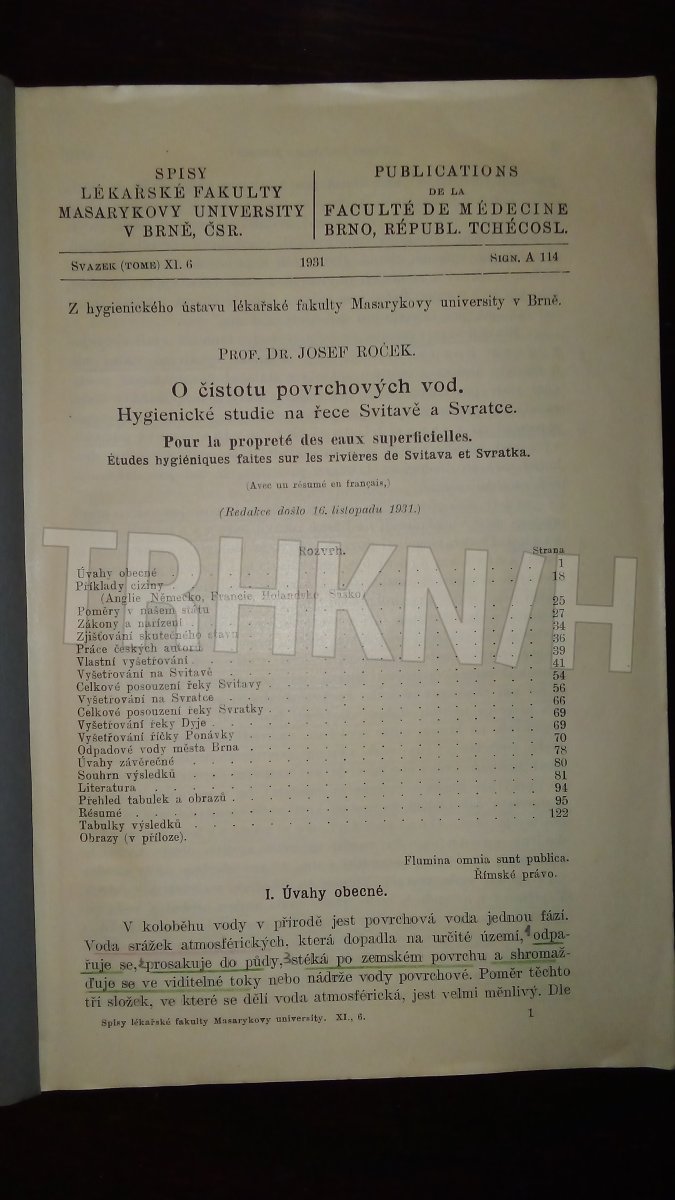 SPISY
LÉKAŘSKÉ FAKULTY
MASARYKOVY UNIVERSITY
V BRNĚ, ČSR.
PUBLICATIONS
DE LA
FACULTÉ DE MÉDECINE
BRNO, RÉPUBL. TCHÉCOSL.
SVAZEK (TOME) XI. 6 1931 SIGN. A 114
Z hygienického ústavu lékařské fakulty Masarykovy university v Brně.
PROF. DR. JOSEF ROČEK.
O čistotu povrchových vod.
Hygienické studie na řece Svitavě a Svratce.
Pour la propreté des eaux superficielles.
Études hygiéniques faites sur les rivières de Svitava et Svratka.
(Avec un résumé en français.)
(Redakce došlo 16. listopadu 1931.)
Rozvrh. Strana
Úvahy obecné 1
Příklady ciziny 18
(Anglie Německo, Francie Holandsko Sasko)
Poměry v našem státu 25
Zákony a nařízení 27
Zjišťování skutečného stavu 34
Práce českých autorů 36
Vlastní vyšetřování 39
Vyšetřování na Svitavě 41
Celkové posouzení řeky Svitavy 54
Vyšetřování na Svratce 56
Celkové posouzení řeky Svratky 66
Vyšetřování řeky Dyje 69
Vyšetřování říčky Ponávky 69
Odpadové vody města Brna 70
Úvahy závěrečné 78
Souhrn výsledků 80
Literatura 81
Přehled tabulek a obrazů 94
Résumé 95
Tabulky výsledků 122
Obrazy (v příloze).
Flumina omnia sunt publica.
Římské právo.
I. Úvahy obecné.
V koloběhu vody v přírodě jest povrchová voda jednou fází.
Voda srážek atmosférických, která dopadla na určité území, 1 odpa-
řuje se, 2 prosakuje do půdy, 3 stéká po zemském povrchu a shromaž-
ďuje se ve viditelné toky nebo nádrže vody povrchové. Poměr těchto
tří složek, ve které se dělí voda atmosférická, jest velmi měnlivý. Dle
Spisy lékařské fakulty Masarykovy university. XI., 6. 1
TRHKNIH